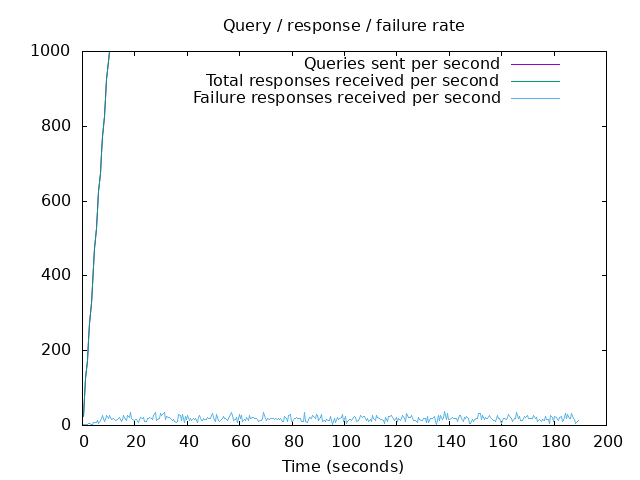 Query / response / failure rate
1000
800
600
400
200
0
Queries sent per second
Total responses received per second
Failure responses received per second
0 20 40 60 80 100 120 140 160 180 200
Time (seconds)